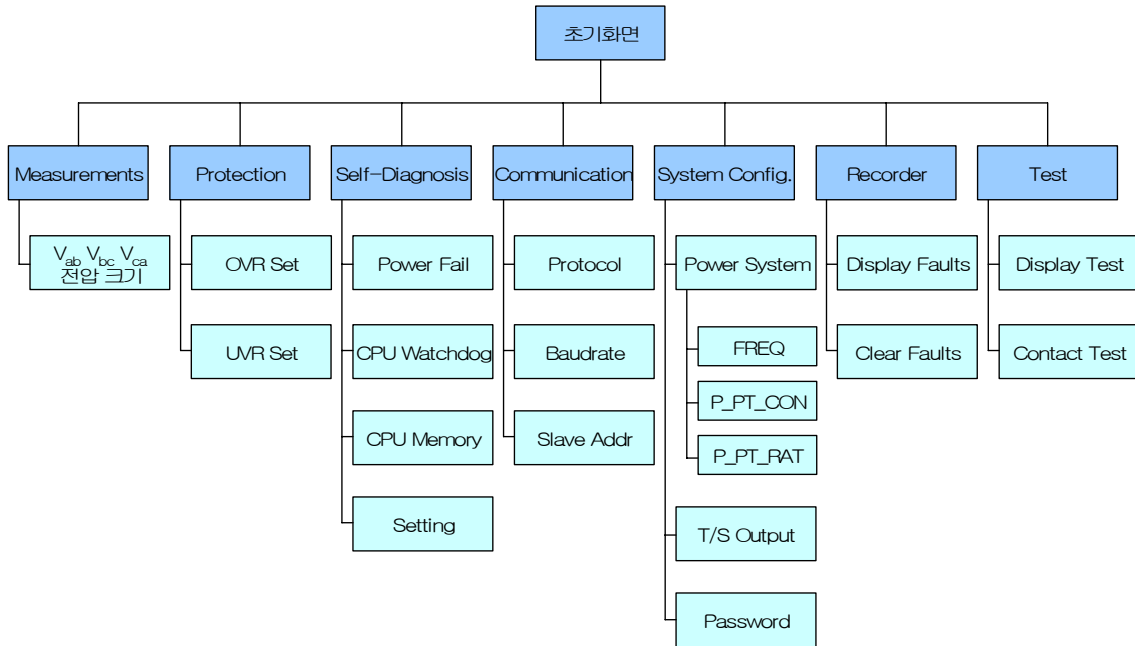 초기화면
Measurements
Protection
Self-Diagnosis
Communication
System Config.
Recorder
Test
Vab Vbc Vca
전압 크기
OVR Set
UVR Set
Power Fail
CPU Watchdog
CPU Memory
Setting
Protocol
Baudrate
Slave Addr
Power System
FREQ
P_PT_CON
P_PT_RAT
T/S Output
Password
Display Faults
Clear Faults
Display Test
Contact Test